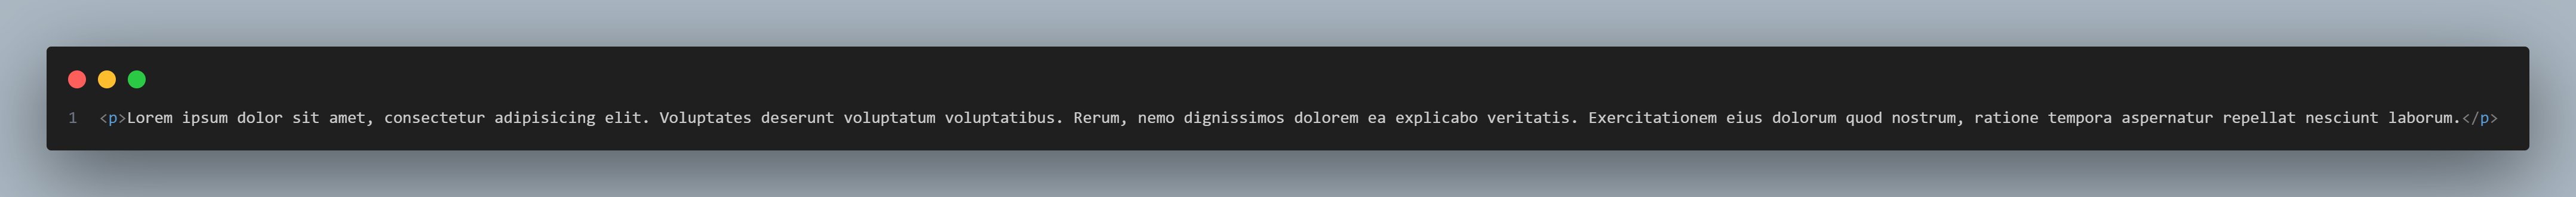 1 <p>Lorem ipsum dolor sit amet, consectetur adipisicing elit. Voluptates deserunt voluptatum voluptatibus. Rerum, nemo dignissimos dolorem ea explicabo veritatis. Exercitationem eius dolorum quod nostrum, ratione tempora aspernatur repellat nesciunt laborum.</p>